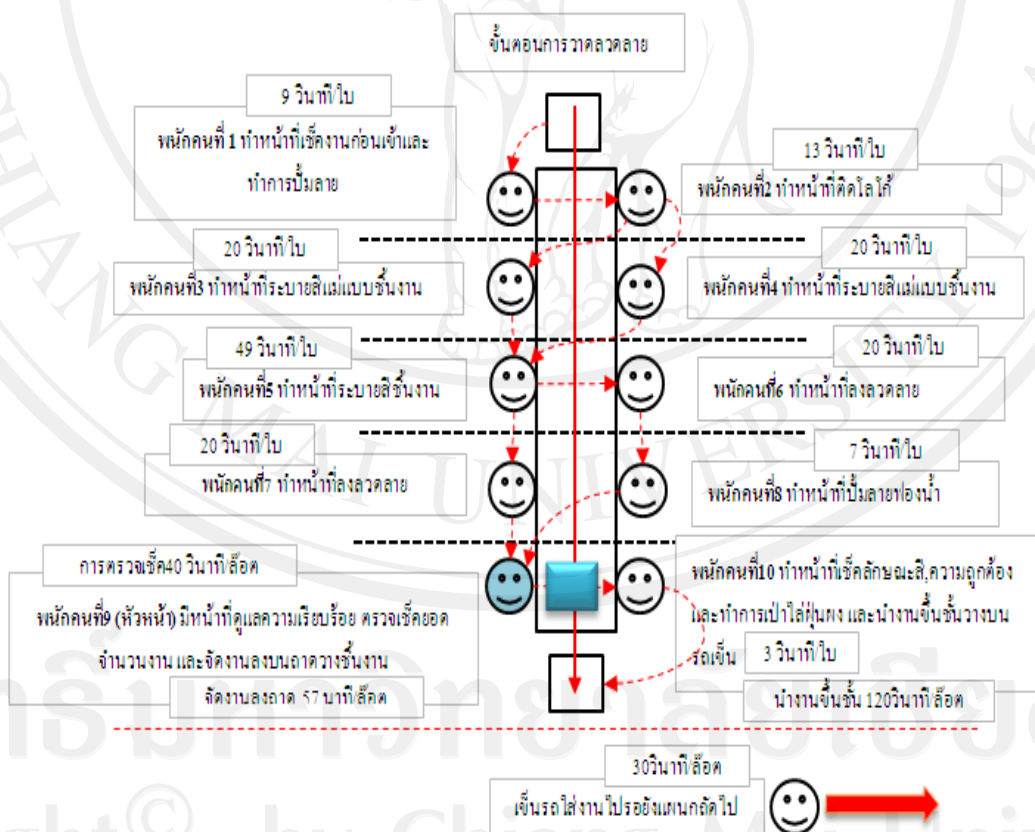 ขั้นตอนการวาดลวดลาย
9 วินาที/ใบ
พนักคนที่ 1 ทำหน้าที่เช็คงานก่อนเข้าและ
ทำการปั้มลาย
13 วินาที/ใบ
พนักคนที่2 ทำหน้าที่ติดโลโก้
20 วินาที/ใบ
พนักคนที่3 ทำหน้าที่ระบายสีแม่แบบชิ้นงาน
20 วินาที/ใบ
พนักคนที่4 ทำหน้าที่ระบายสีแม่แบบชิ้นงาน
49 วินาที/ใบ
พนักคนที่5 ทำหน้าที่ระบายสีชิ้นงาน
20 วินาที/ใบ
พนักคนที่6 ทำหน้าที่ลงลวดลาย
20 วินาที/ใบ
พนักคนที่7 ทำหน้าที่ลงลวดลาย
7 วินาที/ใบ
พนักคนที่8 ทำหน้าที่ปั้มลายฟองน้ำ
การตรวจเช็ค40 วินาที/ล๊อต
พนักคนที่9 (หัวหน้า) มีหน้าที่ดูแลความเรียบร้อย ตรวจเช็คยอด
จำนวนงาน และจัดงานลงบนถาดวางชิ้นงาน
จัดงานลงถาด 57 นาที/ล๊อต
พนักคนที่10 ทำหน้าที่เช็คลักษณะสี,ความถูกต้อง
และทำการเป่าไล่ฝุ่นผง และนำงานขึ้นชั้นวางบน
รถเข็น 3 วินาที/ใบ
นำงานขึ้นชั้น 120วินาที/ล๊อต
30วินาที/ล๊อต
เข็นรถใส่งานไปรอยังแผนกถัดไป
CHIANG MAI UNIVERSITY 1964